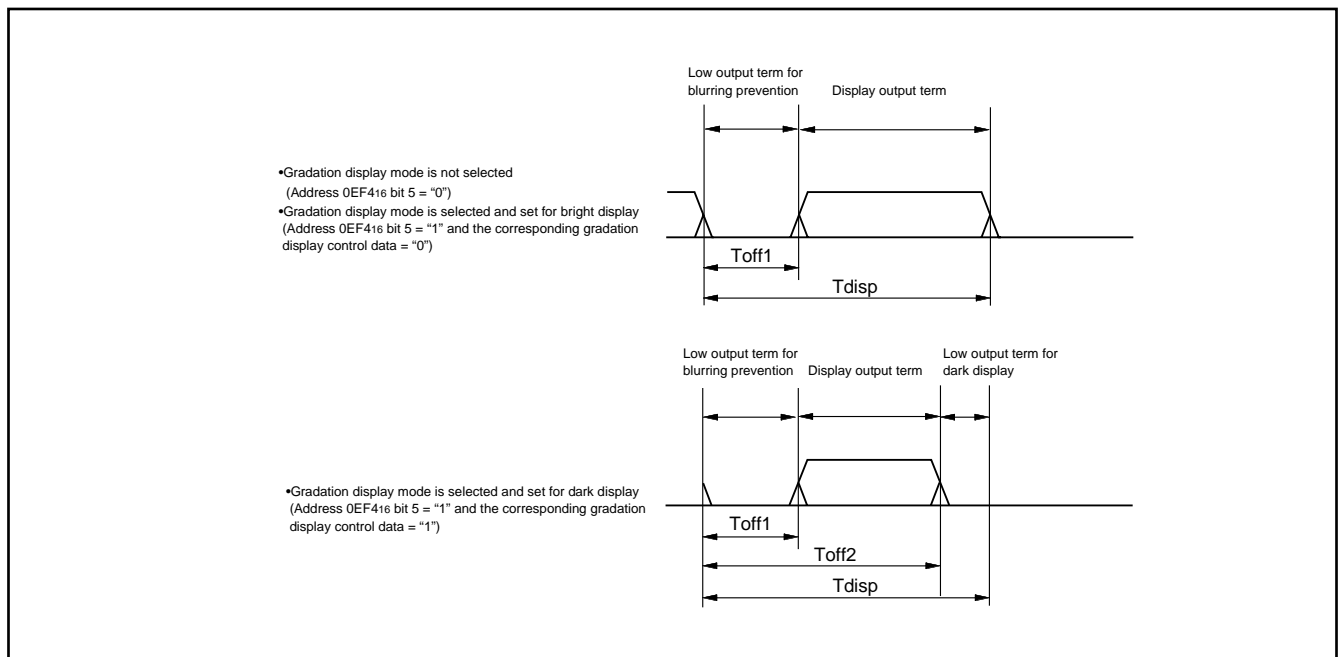 Low output term for
blurring prevention
Display output term
•Gradation display mode is not selected
(Address 0EF416 bit 5 = “0”)
•Gradation display mode is selected and set for bright display
(Address 0EF416 bit 5 = “1” and the corresponding gradation
display control data = “0”)
Toff1
Tdisp
Low output term for
blurring prevention
Display output term
Low output term for
dark display
•Gradation display mode is selected and set for dark display
(Address 0EF416 bit 5 = “1” and the corresponding gradation
display control data = “1”)
Toff1
Toff2
Tdisp